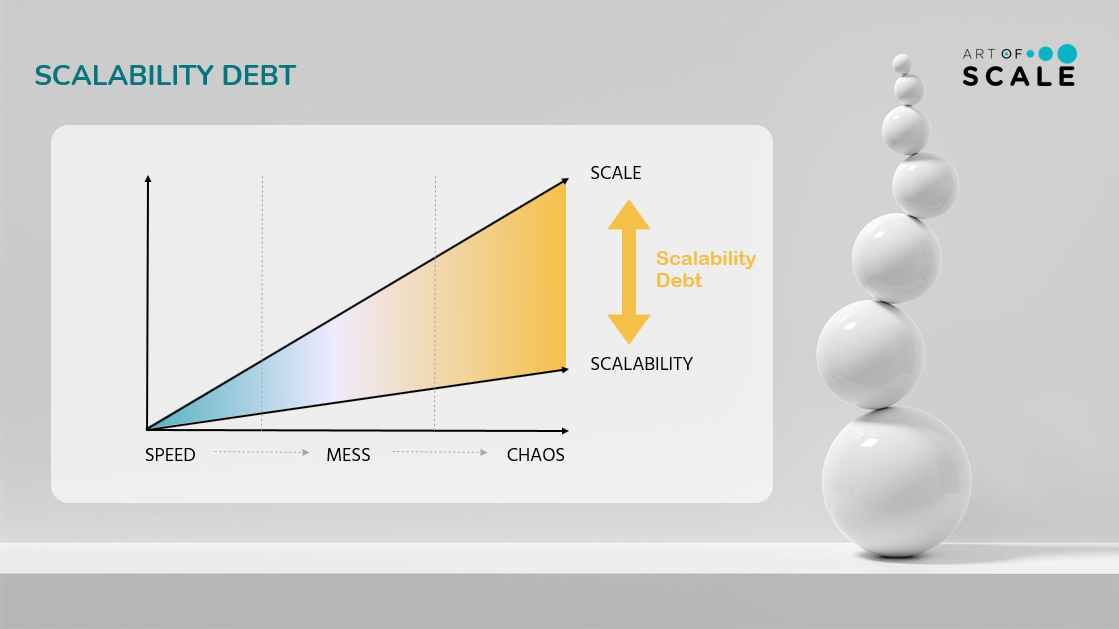 SCALABILITY DEBT
ART OF
SCALE
SCALE
Scalability
Debt
SCALABILITY
SPEED
MESS
CHAOS